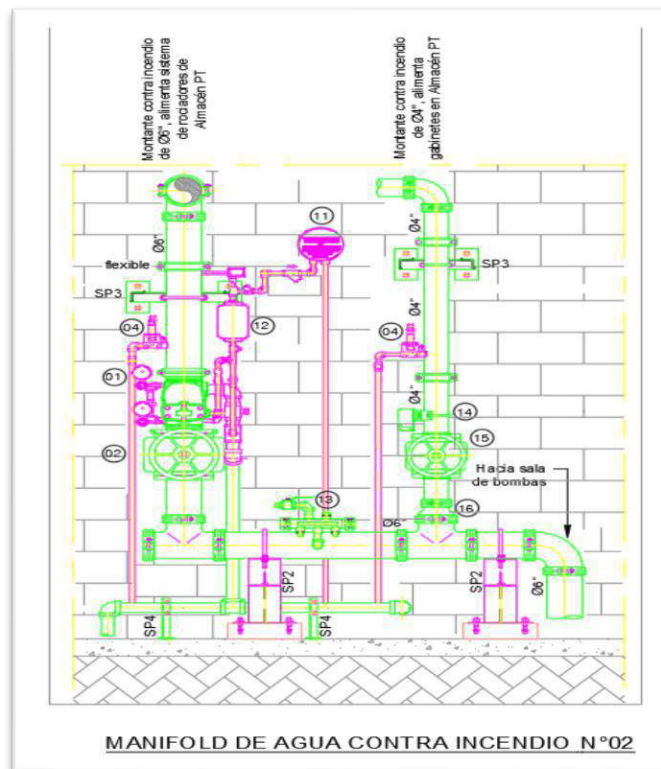 Montante contra incendio
de Ø6", alimenta sistema
de rociadores de
Almacén PT
Montante contra incendio
de Ø4", alimenta
gabinetes en Almacén PT
11
Ø6"
Ø4"
flexible
SP3
SP3
12
04
04
Ø4"
01
Ø4"
14
02
15
Hacia sala
de bombas
13
Ø6"
16
SP2
SP2
Ø6"
SP4
SP4
MANIFOLD DE AGUA CONTRA INCENDIO N°02